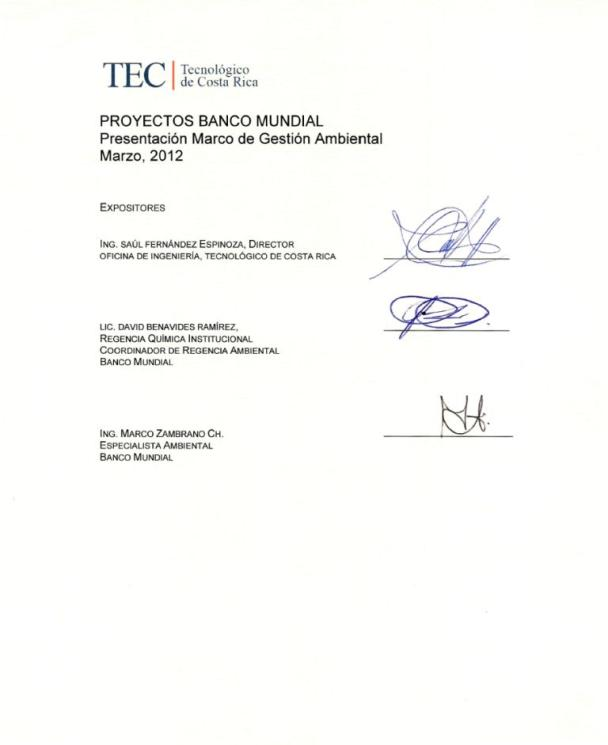 TEC Tecnológico
de Costa Rica
PROYECTOS BANCO MUNDIAL
Presentación Marco de Gestión Ambiental
Marzo, 2012
EXPOSITORES
ING. SAÚL FERNÁNDEZ ESPINOZA, DIRECTOR
OFICINA DE INGENIERÍA, TECNOLÓGICO DE COSTA RICA
LIC. DAVID BENAVIDES RAMÍREZ,
REGENCIA QUÍMICA INSTITUCIONAL
COORDINADOR DE REGENCIA AMBIENTAL
BANCO MUNDIAL
ING. MARCO ZAMBRANO CH.
ESPECIALISTA AMBIENTAL
BANCO MUNDIAL